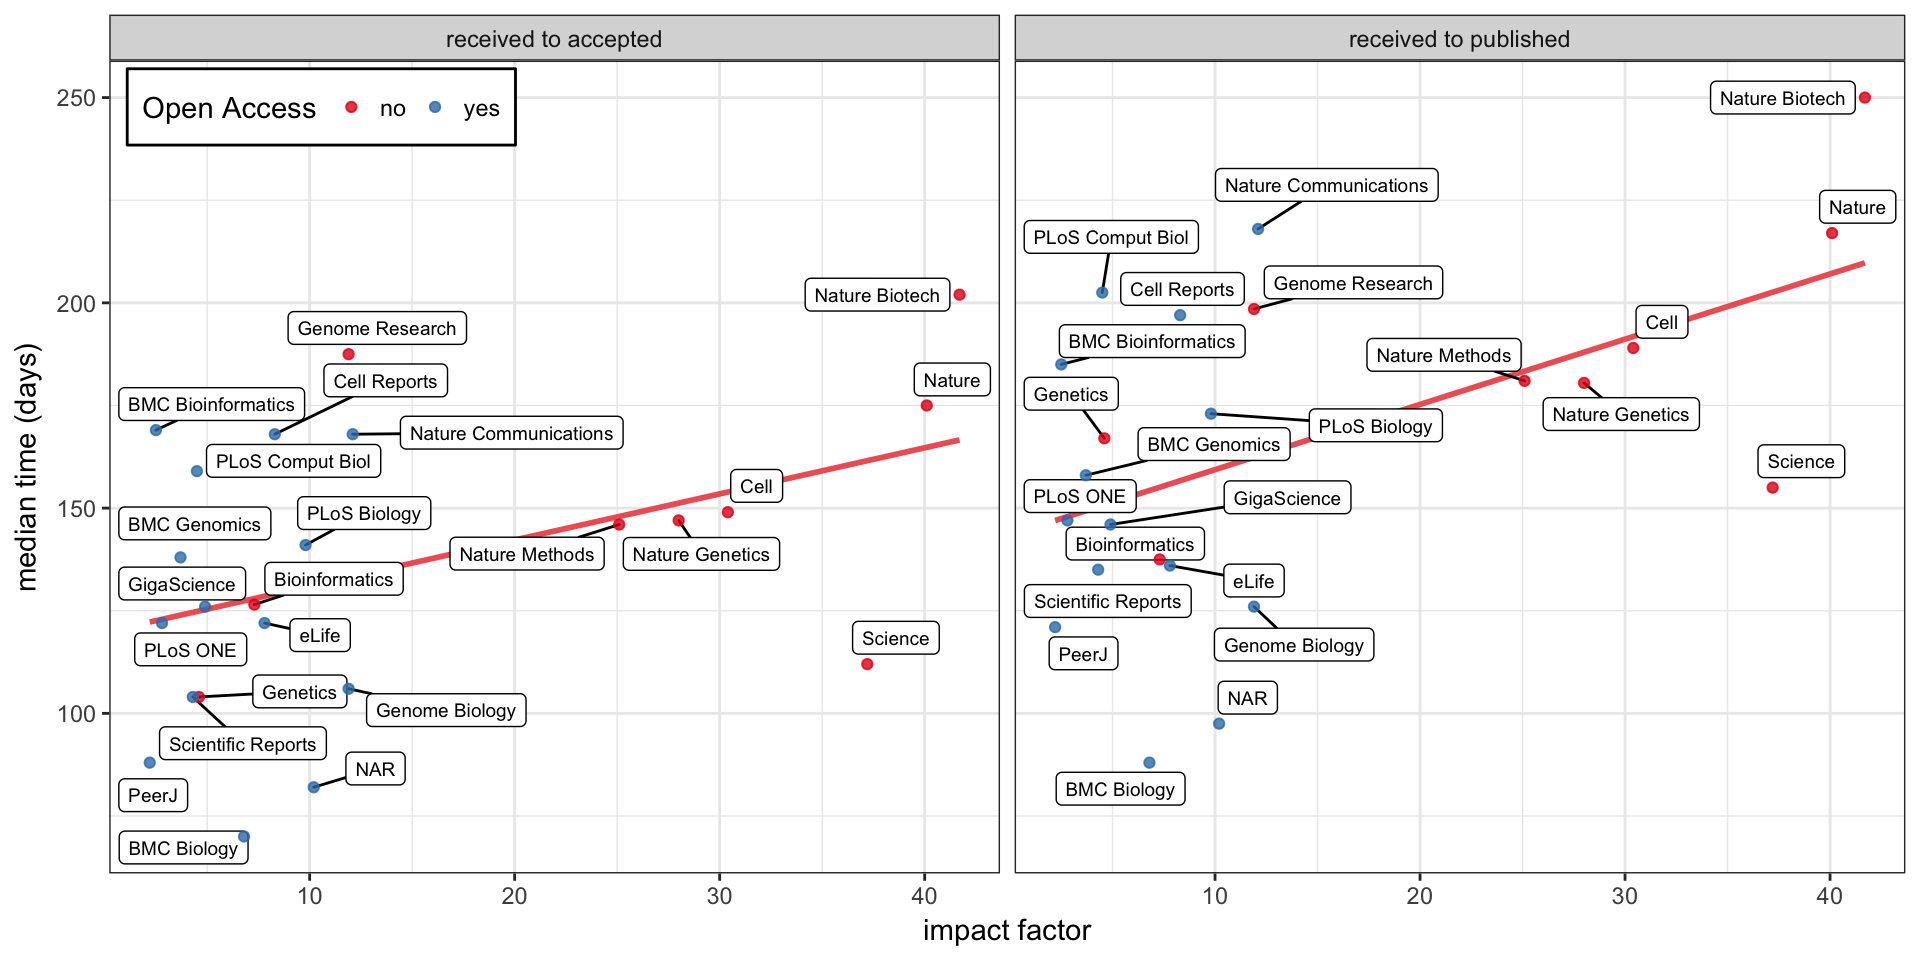 received to accepted
received to published
Open Access no yes
median time (days)
250
200
150
100
Nature Biotech
Genome Research
Cell Reports
Nature
BMC Bioinformatics
Nature Communications
PLoS Comput Biol
Cell
PLoS Biology
BMC Genomics
Nature Methods
Nature Genetics
Bioinformatics
GigaScience
eLife
Science
PLoS ONE
Genetics
Genome Biology
Scientific Reports
NAR
PeerJ
BMC Biology
10
20
30
40
Nature Biotech
Nature Communications
Nature
PLoS Comput Biol
Genome Research
Cell Reports
Cell
BMC Bioinformatics
Nature Methods
Genetics
Nature Genetics
PLoS Biology
BMC Genomics
Science
PLoS ONE
GigaScience
Bioinformatics
eLife
Scientific Reports
Genome Biology
PeerJ
NAR
BMC Biology
10
20
30
40
impact factor